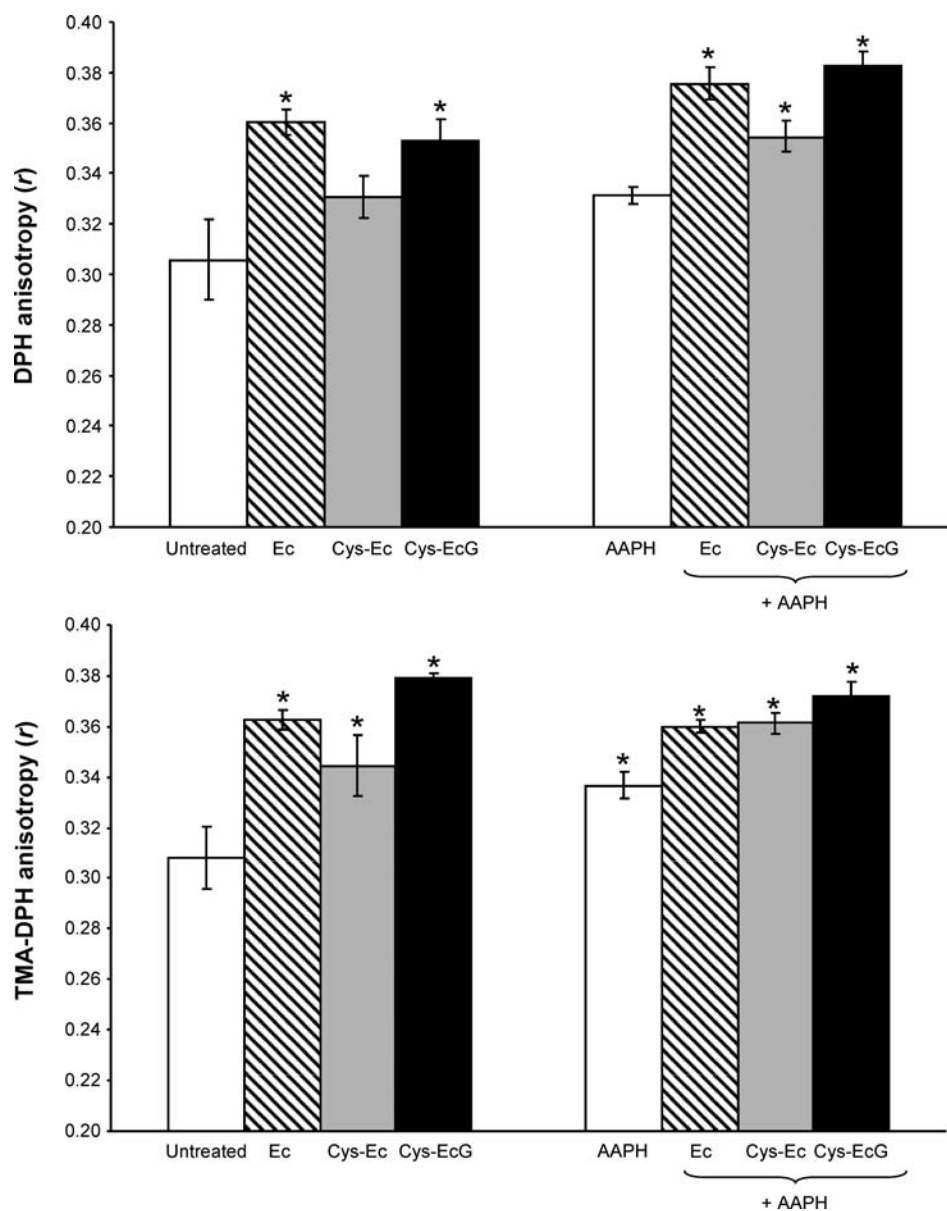 DPH anisotropy (r)
0.40
0.38
0.36
0.34
0.32
0.30
0.28
0.26
0.24
0.22
0.20
* * * * *
Untreated Ec Cys-Ec Cys-EcG AAPH Ec Cys-Ec Cys-EcG
+ AAPH
TMA-DPH anisotropy (r)
0.40
0.38
0.36
0.34
0.32
0.30
0.28
0.26
0.24
0.22
0.20
* * * * * * *
Untreated Ec Cys-Ec Cys-EcG AAPH Ec Cys-Ec Cys-EcG
+ AAPH